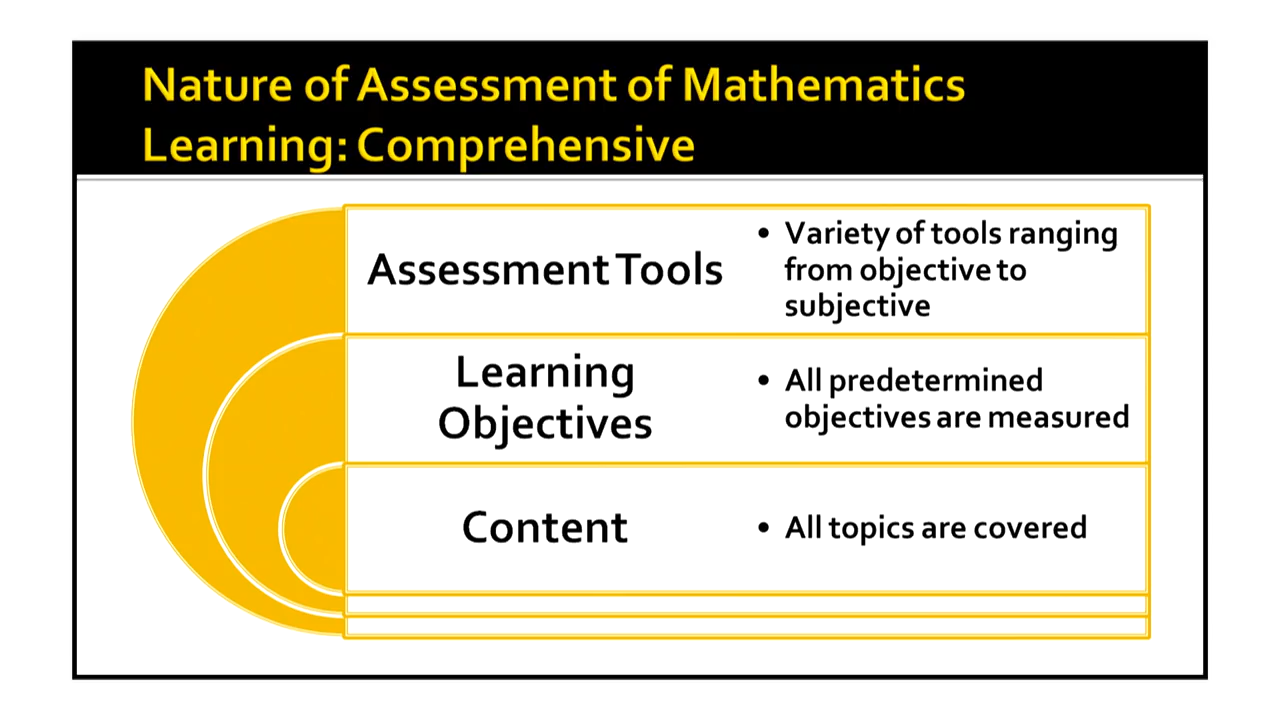 Nature of Assessment of Mathematics
Learning: Comprehensive
Assessment Tools
• Variety of tools ranging
from objective to
subjective
Learning
Objectives
• All predetermined
objectives are measured
Content
• All topics are covered